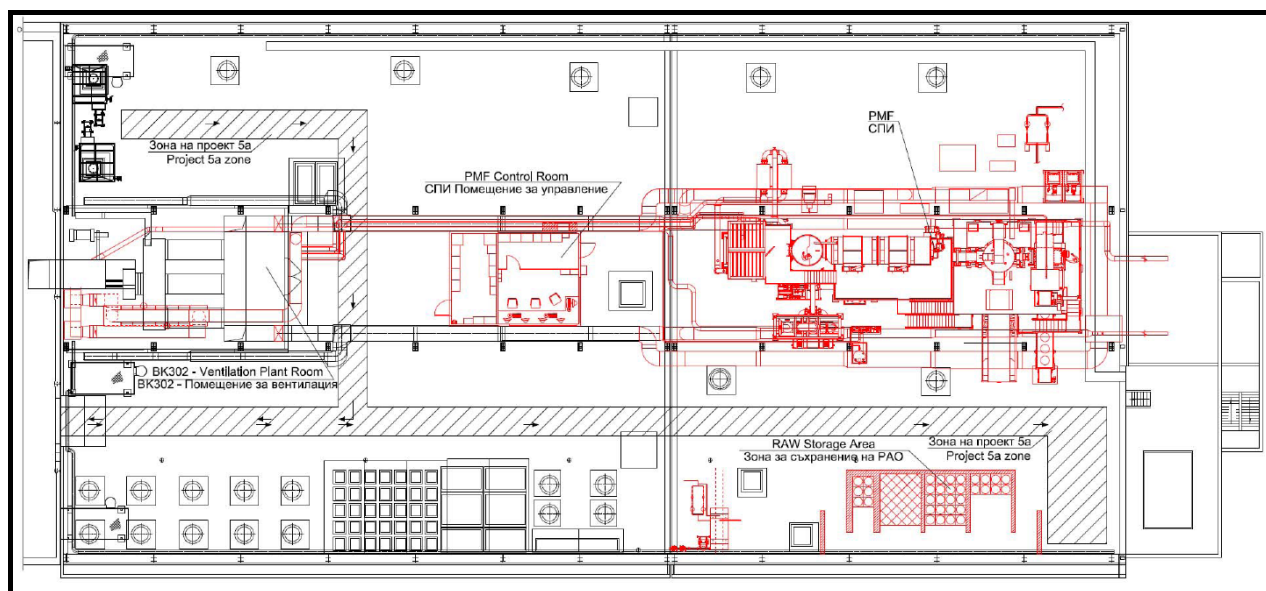 Зона на проект 5а
Project 5a zone
PMF Control Room
СПИ Помещение за управление
PMF
СПИ
BK302 - Ventilation Plant Room
BK302 - Помещение за вентилация
RAW Storage Area
Зона за съхранение на РАО
Зона на проект 5а
Project 5a zone